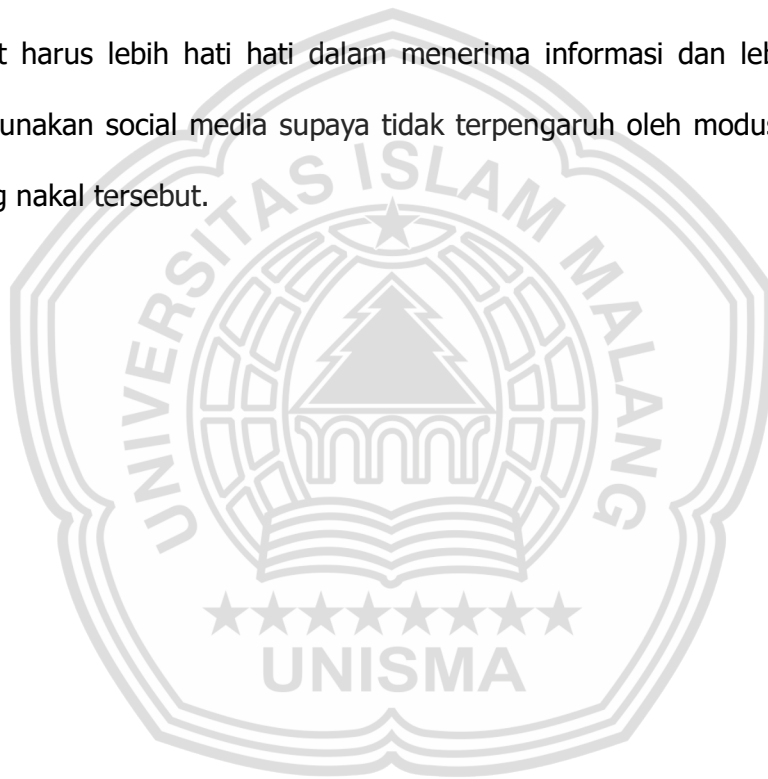 t harus lebih hati hati dalam menerima informasi dan leb
unakan social media supaya tidak terpengaruh oleh modus
g nakal tersebut.
UNIVERSITAS ISLAM MALANG
UNISMA